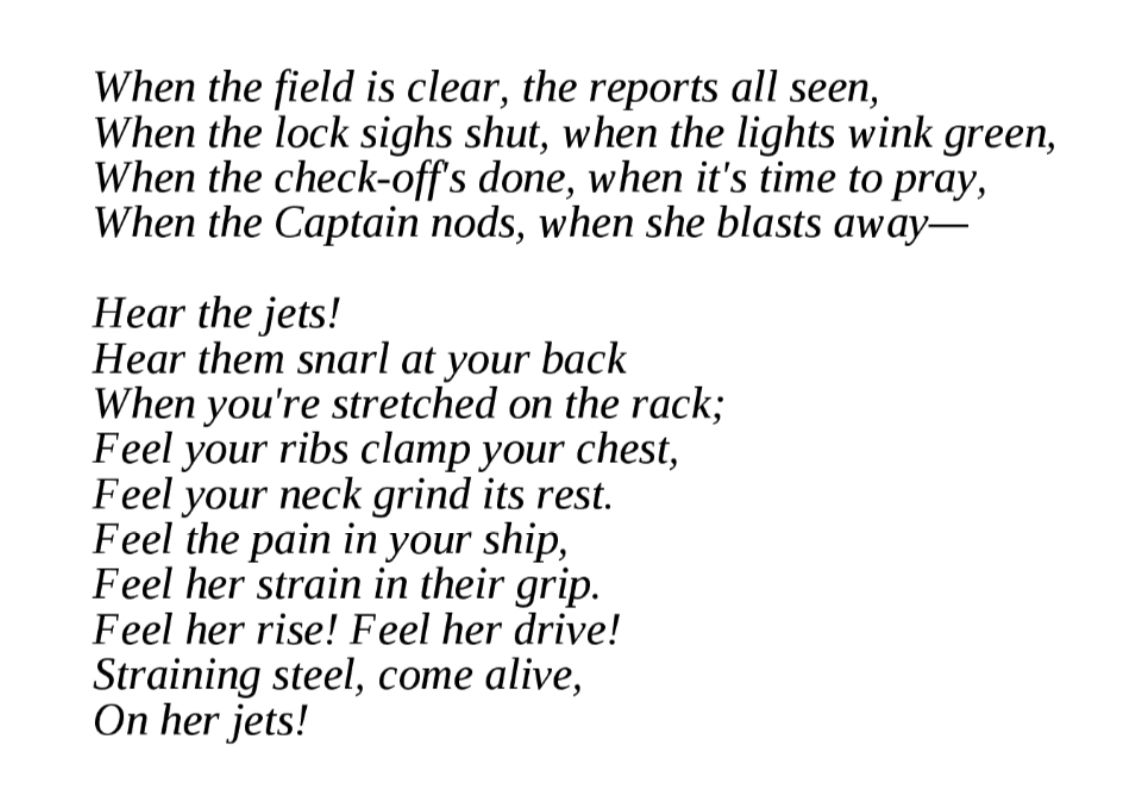 When the field is clear, the reports all seen,
When the lock sighs shut, when the lights wink green,
When the check-off's done, when it's time to pray,
When the Captain nods, when she blasts away—
Hear the jets!
Hear them snarl at your back
When you're stretched on the rack;
Feel your ribs clamp your chest,
Feel your neck grind its rest.
Feel the pain in your ship,
Feel her strain in their grip.
Feel her rise! Feel her drive!
Straining steel, come alive,
On her jets!